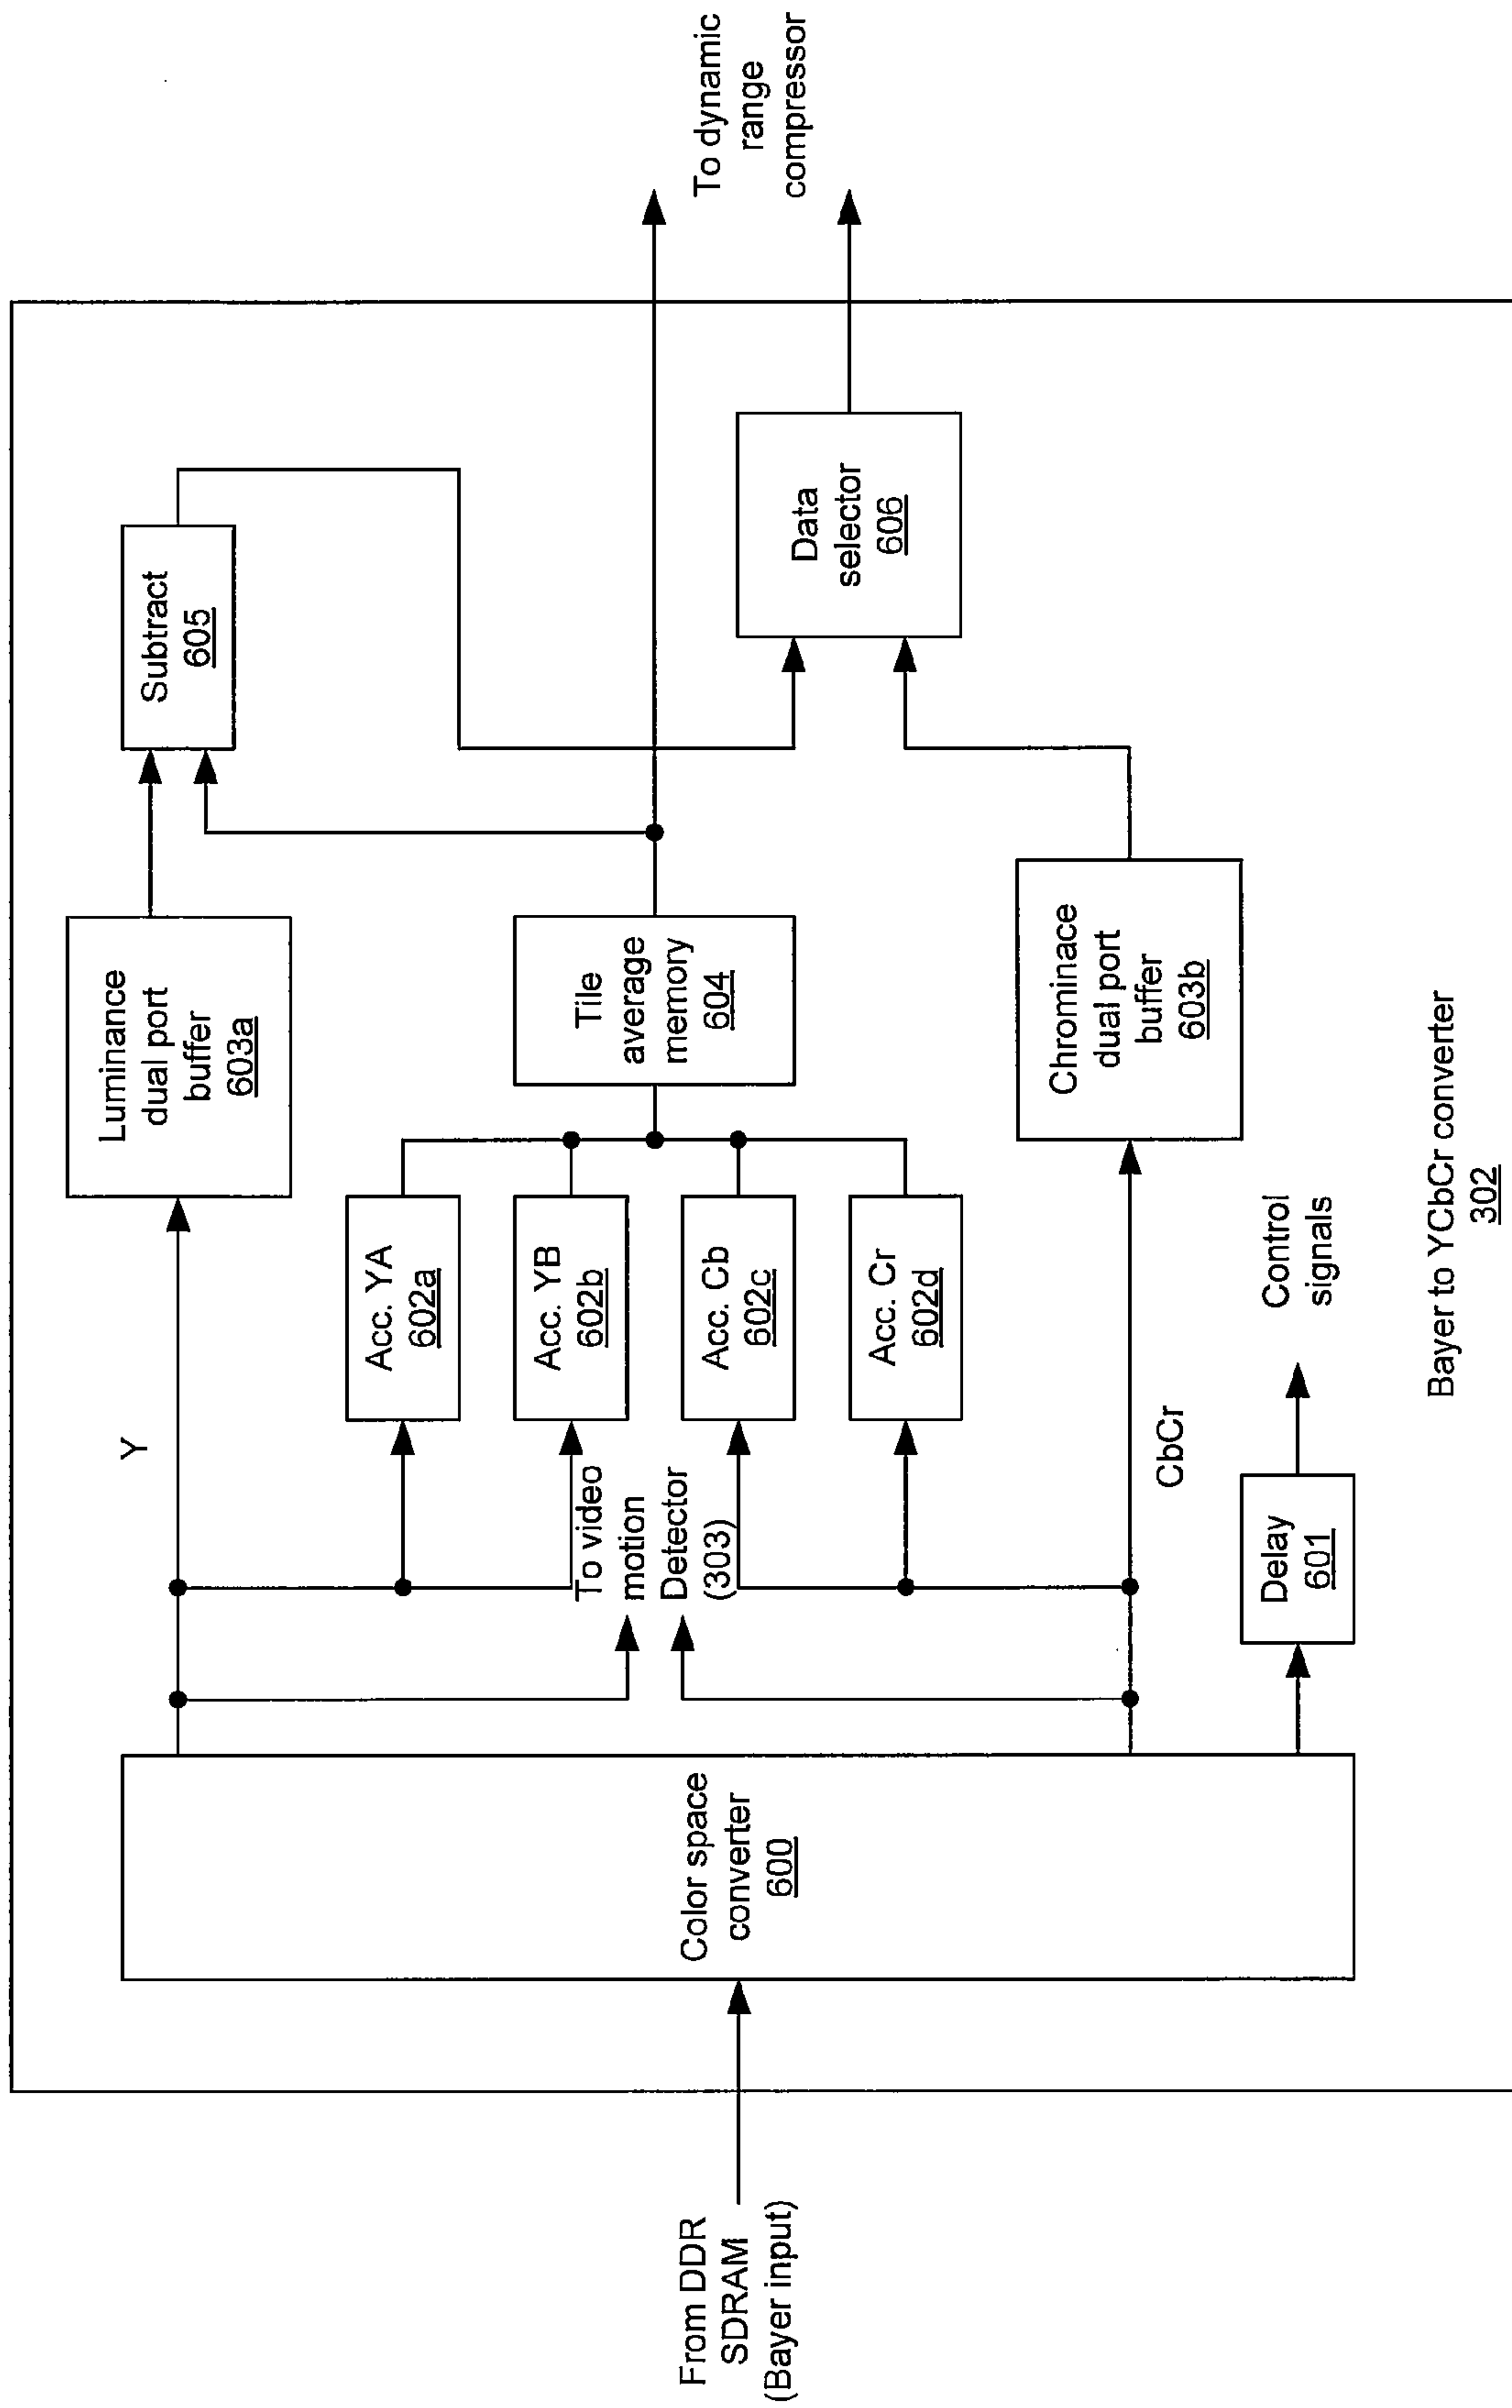 From DDR
SDRAM
(Bayer input)
Color space
converter
600
Y
To video
motion
Detector
(303)
CbCr
Delay
601
Control
signals
Acc. YA
602a
Acc. YB
602b
Acc. Cb
602c
Acc. Cr
602d
Luminance
dual port
buffer
603a
Tile
average
memory
604
Chrominace
dual port
buffer
603b
Subtract
605
Data
selector
606
To dynamic
range
compressor
Bayer to YCbCr converter
302